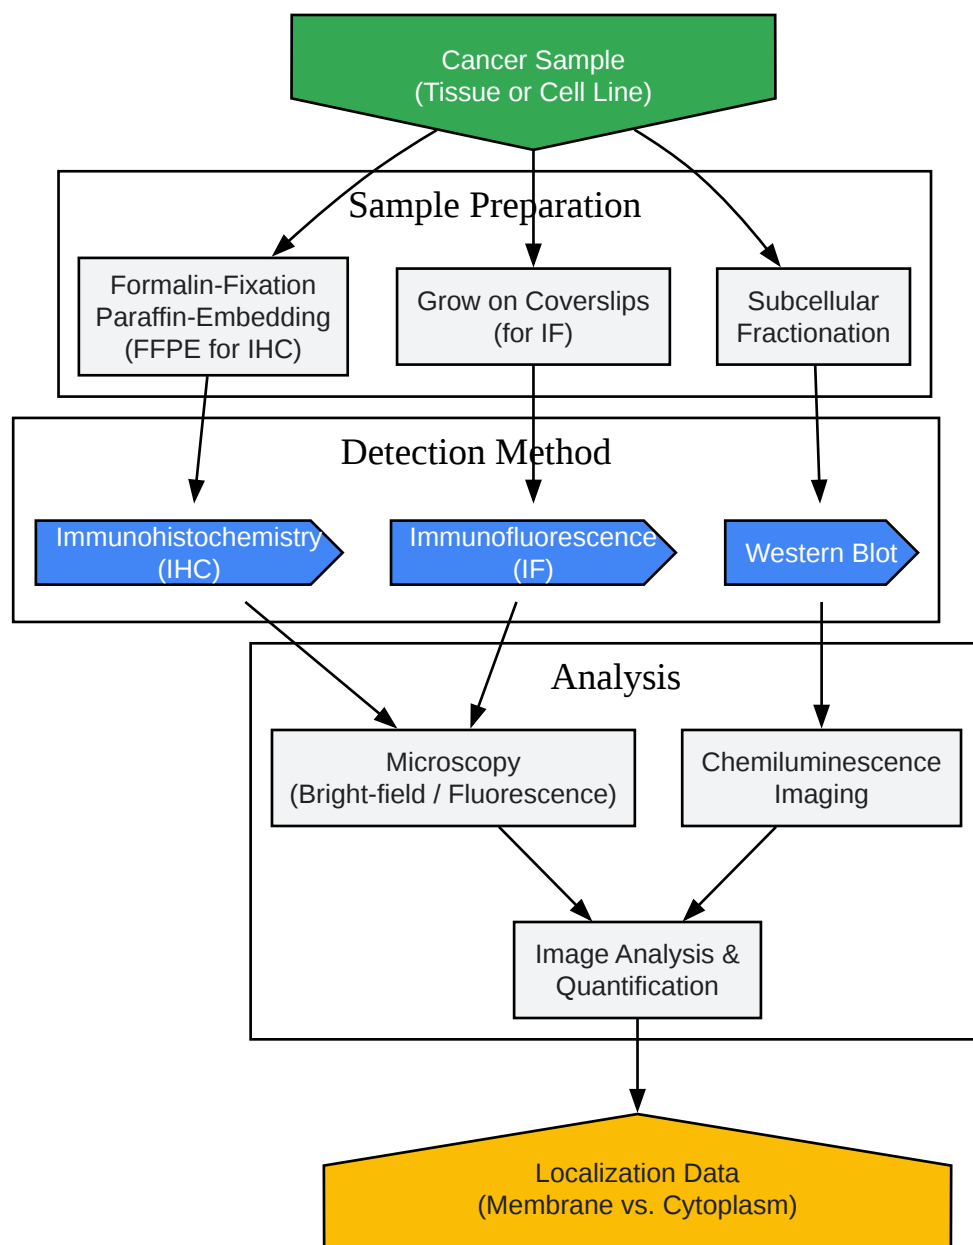 Cancer Sample
(Tissue or Cell Line)
Sample Preparation
Formalin-Fixation
Paraffin-Embedding
(FFPE for IHC)
Grow on Coverslips
(for IF)
Subcellular
Fractionation
Detection Method
Immunohistochemistry
(IHC)
Immunofluorescence
(IF)
Western Blot
Analysis
Microscopy
(Bright-field / Fluorescence)
Chemiluminescence
Imaging
Image Analysis &
Quantification
Localization Data
(Membrane vs. Cytoplasm)